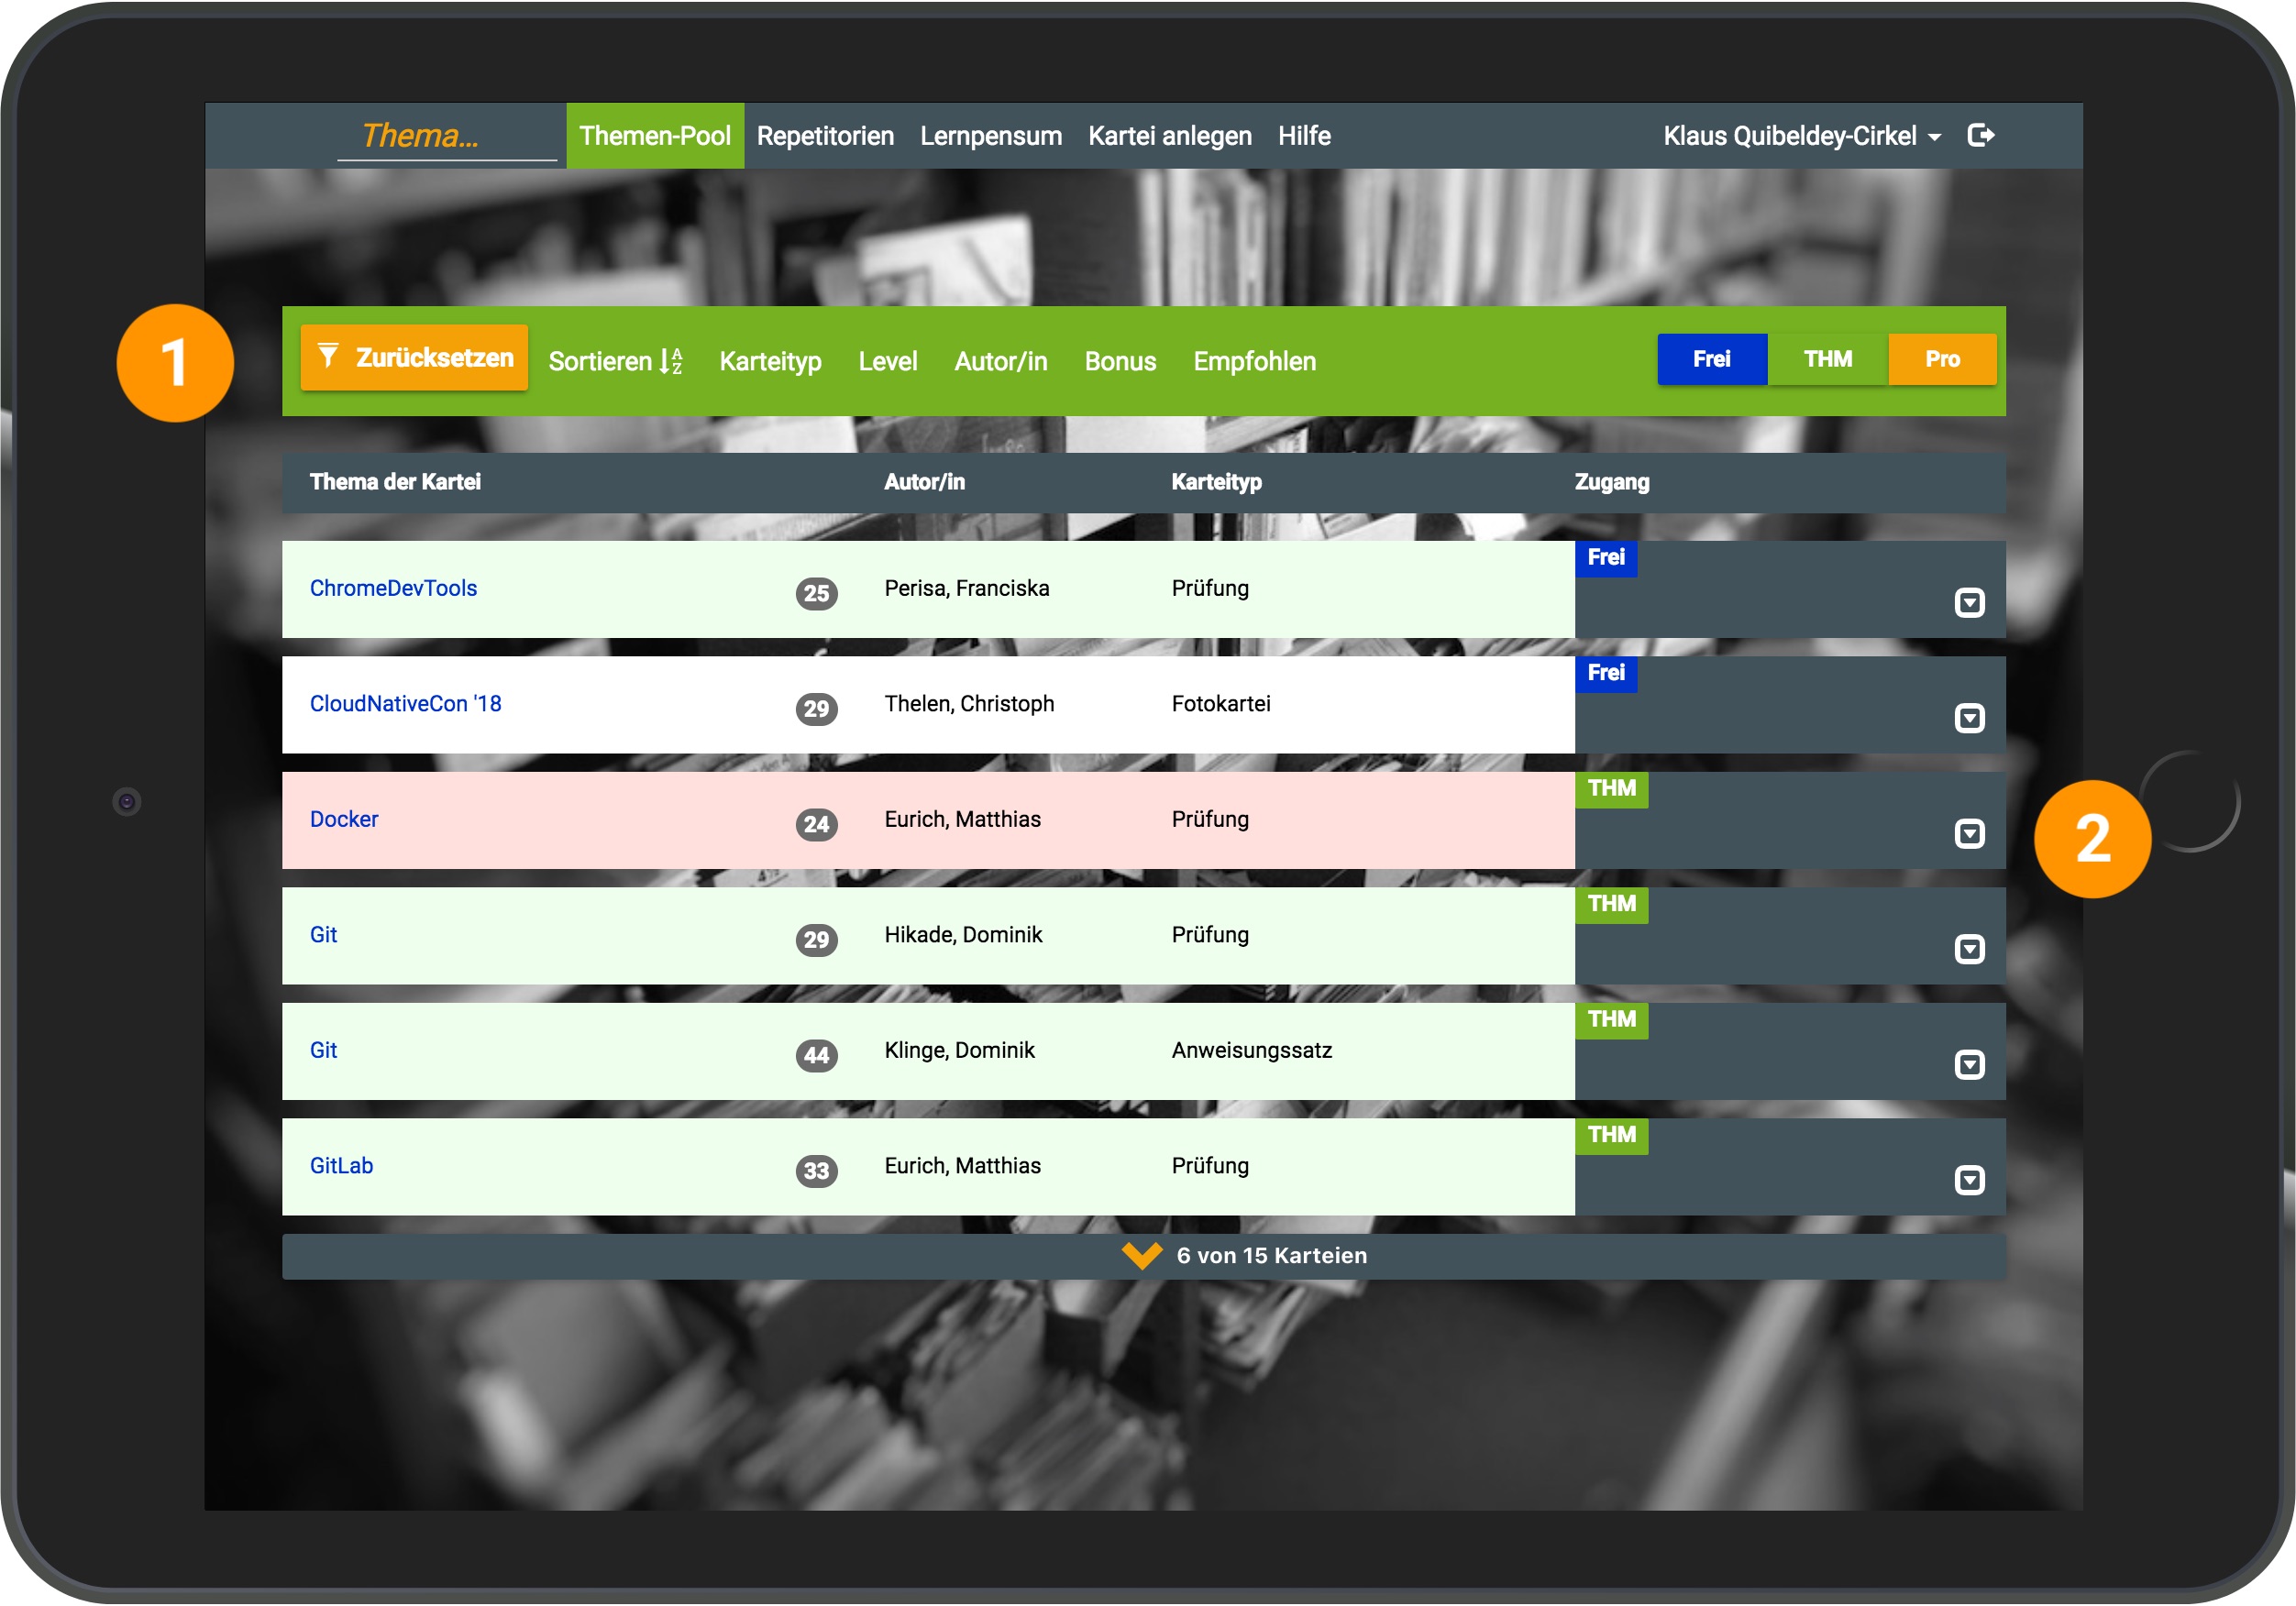 Thema... Themen-Pool Repetitorien Lernpensum Kartei anlegen Hilfe Klaus Quibeldey-Cirkel
1
Zurücksetzen Sortieren Karteityp Level Autor/in Bonus Empfohlen Frei THM Pro
Thema der Kartei Autor/in Karteityp Zugang
ChromeDevTools 25 Perisa, Franciska Prüfung Frei
CloudNativeCon '18 29 Thelen, Christoph Fotokartei Frei
Docker 24 Eurich, Matthias Prüfung THM
2
Git 29 Hikade, Dominik Prüfung THM
Git 44 Klinge, Dominik Anweisungssatz THM
GitLab 33 Eurich, Matthias Prüfung THM
6 von 15 Karteien